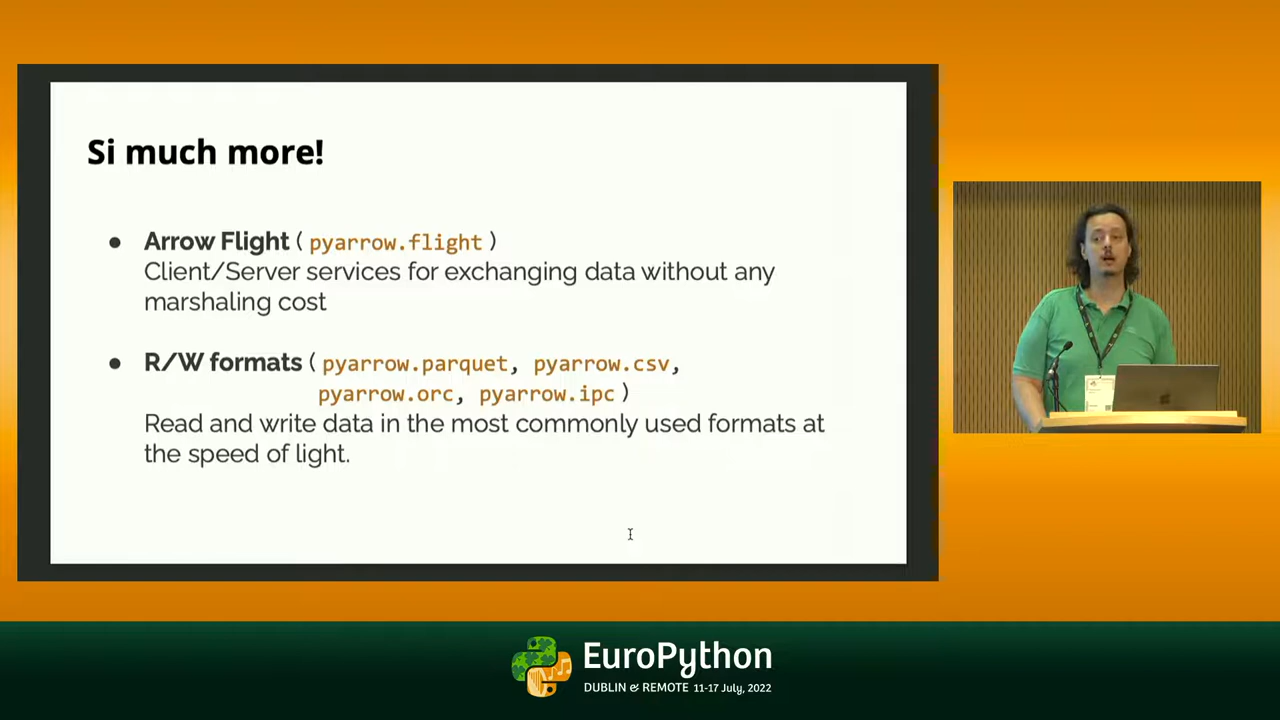 Si much more!
● Arrow Flight ( pyarrow.flight )
Client/Server services for exchanging data without any
marshaling cost
● R/W formats ( pyarrow.parquet, pyarrow.csv,
pyarrow.orc, pyarrow.ipc )
Read and write data in the most commonly used formats at
the speed of light.
EuroPython
DUBLIN & REMOTE 11-17 July, 2022